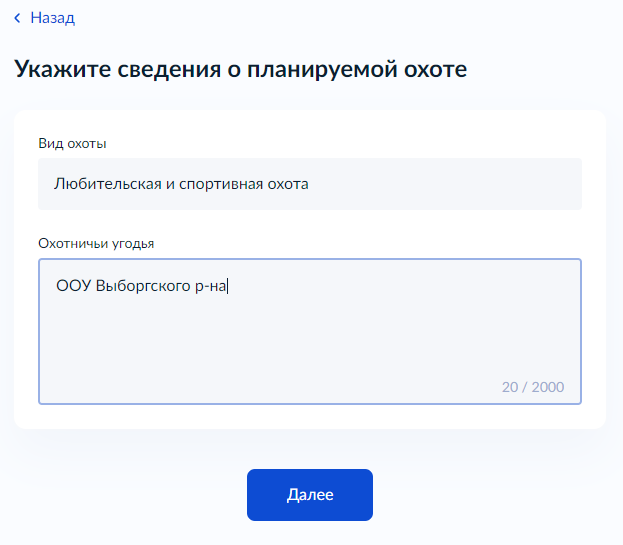 Назад
Укажите сведения о планируемой охоте
Вид охоты
Любительская и спортивная охота
Охотничьи угодья
ООУ Выборгского р-на
20 / 2000
Далее